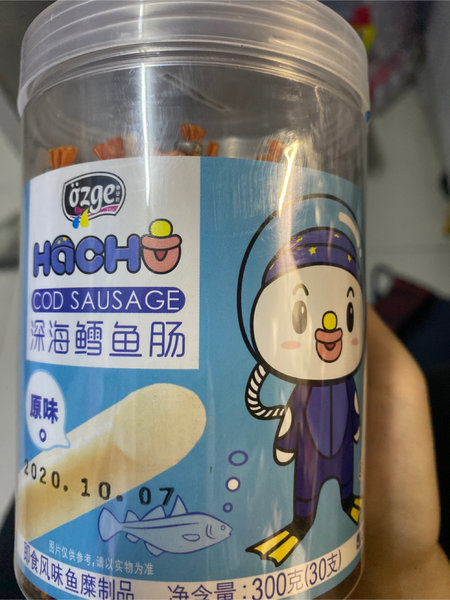 özge
HACHU
COD SAUSAGE
深海鳕鱼肠
原味
2020.10.07
图片仅供参考,请以实物为准
即食风味鱼糜制品
净含量:300克(30支)